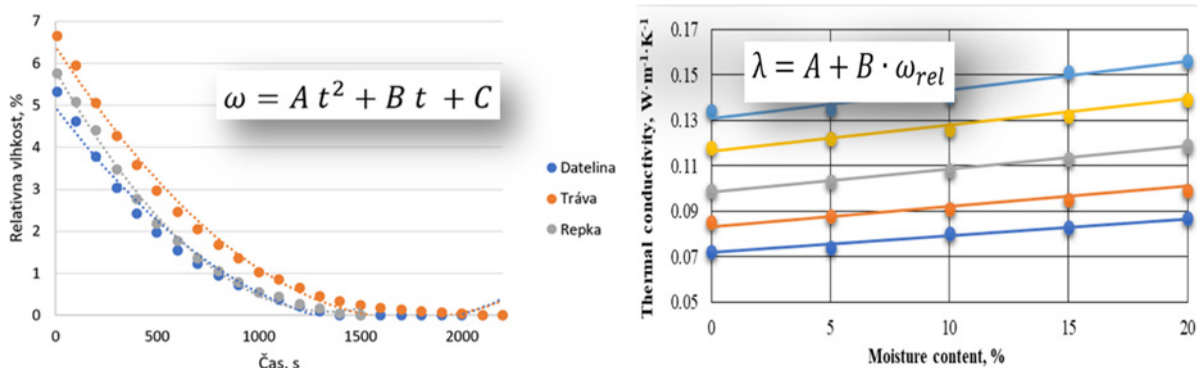 7
6
5
4
3
2
1
0
Relativna vlhkost, %
ω = A t² + B t + C
0
500
1000
1500
2000
Čas, s
Datelina
Tráva
Repka
0.17
0.15
0.13
0.11
0.09
0.07
0.05
Thermal conductivity, W·m⁻¹·K⁻¹
λ = A + B · ω_rel
0
5
10
15
20
Moisture content, %